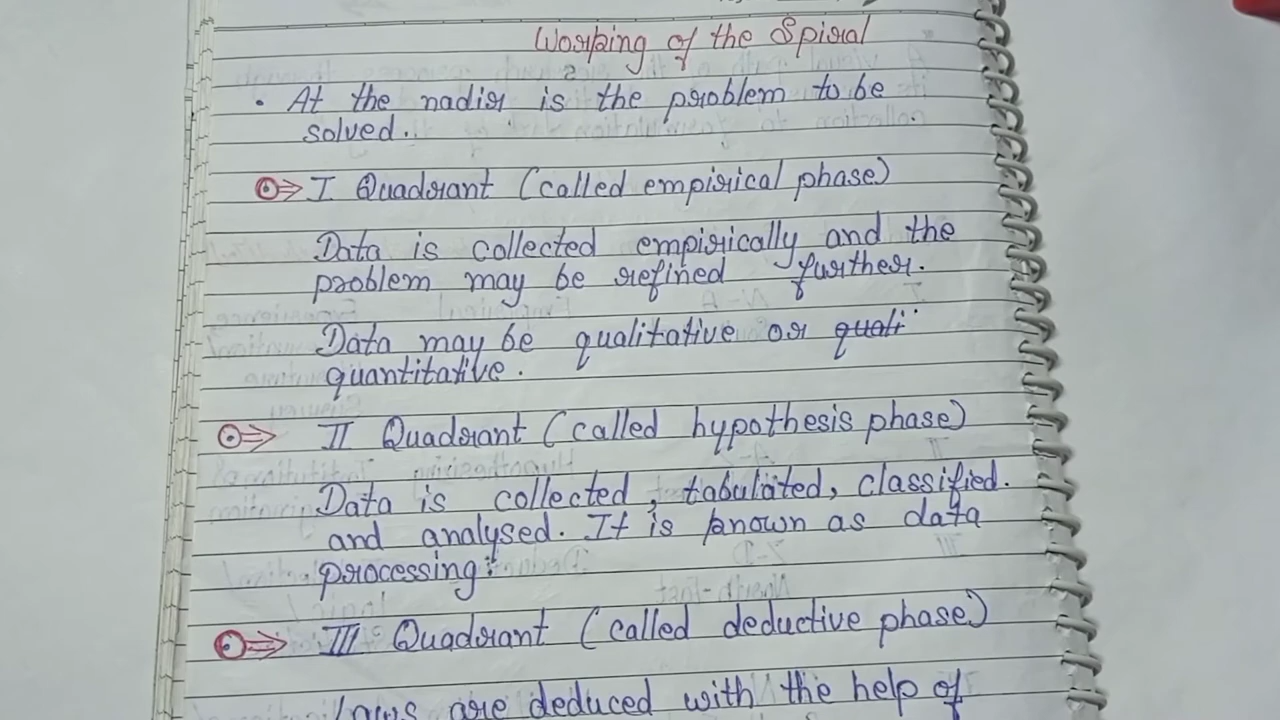 Working of the Spiral
• At the nadir is the problem to be
solved.
I Quadrant (called empirical phase)
Data is collected empirically and the
problem may be refined further.
Data may be qualitative or quali
quantitative.
II Quadrant (called hypothesis phase)
Data is collected, tabulated, classified.
and analysed. It is known as data
processing.
III Quadrant (called deductive phase)
Laws are deduced with the help of